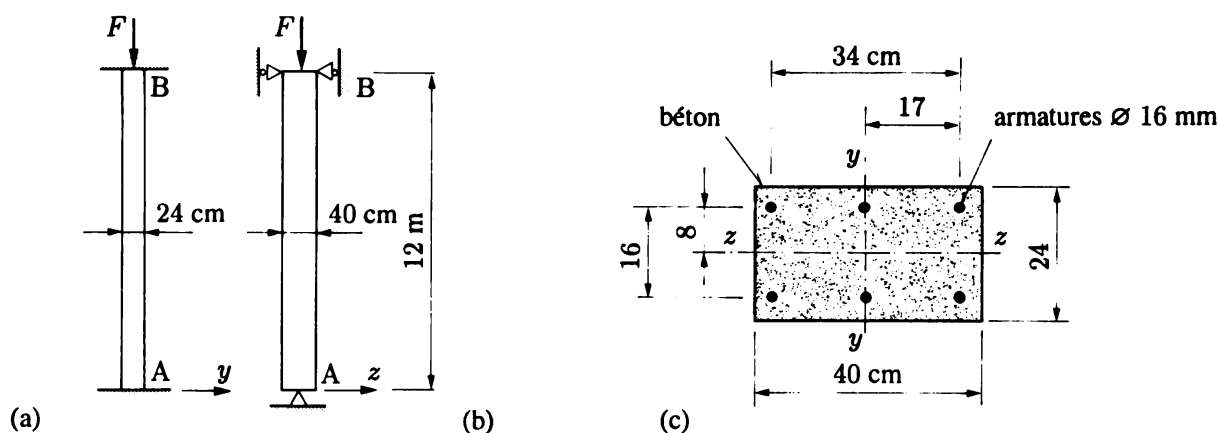 F
B
24 cm
A
y
(a)
F
B
40 cm
12 m
A
z
(b)
34 cm
17
béton
armatures ∅ 16 mm
y
8
16
z
z
24
y
40 cm
(c)